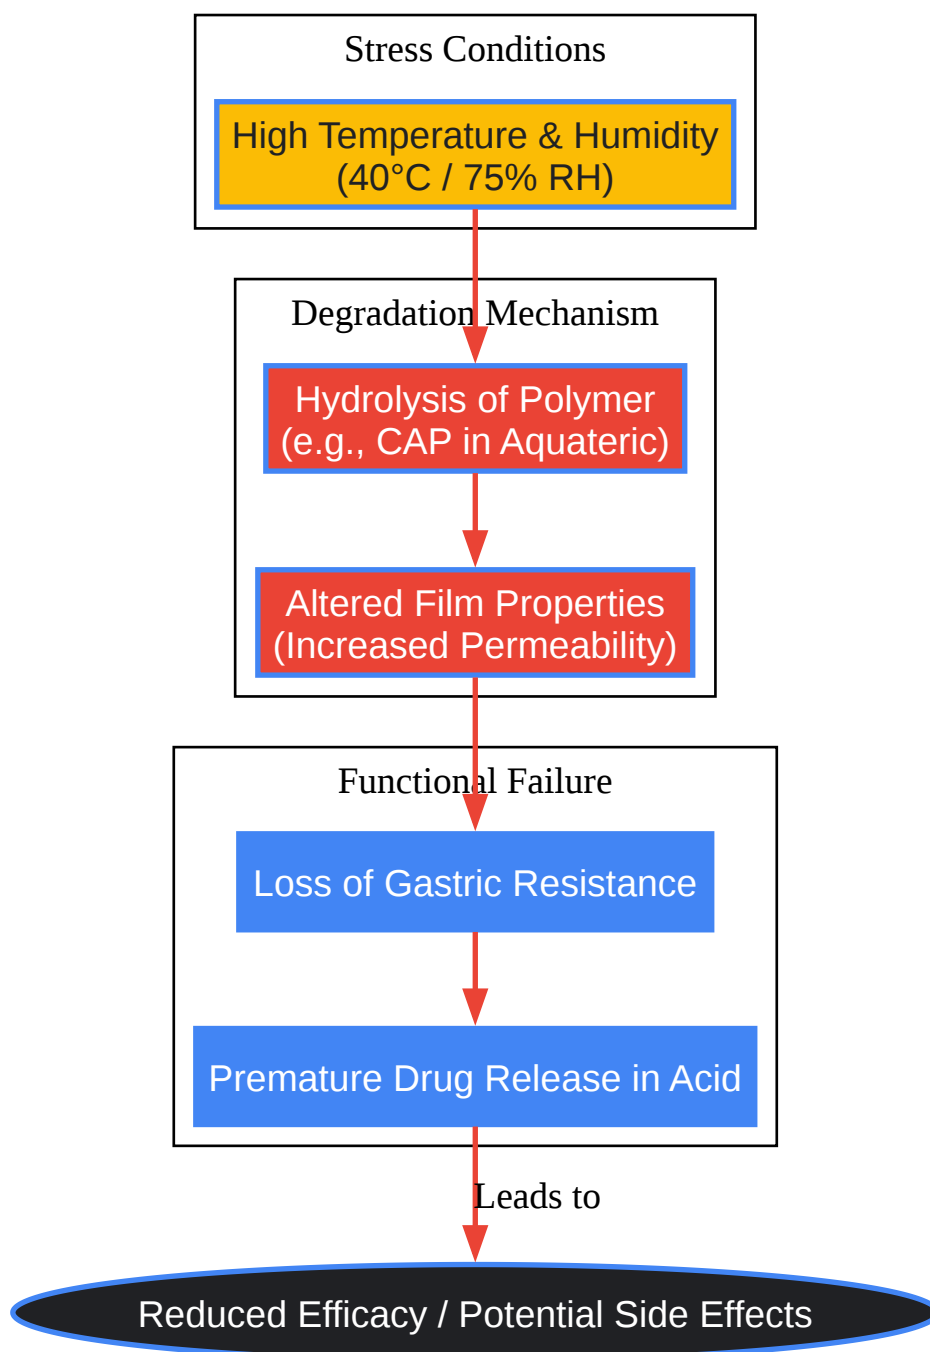 Stress Conditions
High Temperature & Humidity
(40°C / 75% RH)
Degradation Mechanism
Hydrolysis of Polymer
(e.g., CAP in Aquateric)
Altered Film Properties
(Increased Permeability)
Functional Failure
Loss of Gastric Resistance
Premature Drug Release in Acid
Leads to
Reduced Efficacy / Potential Side Effects